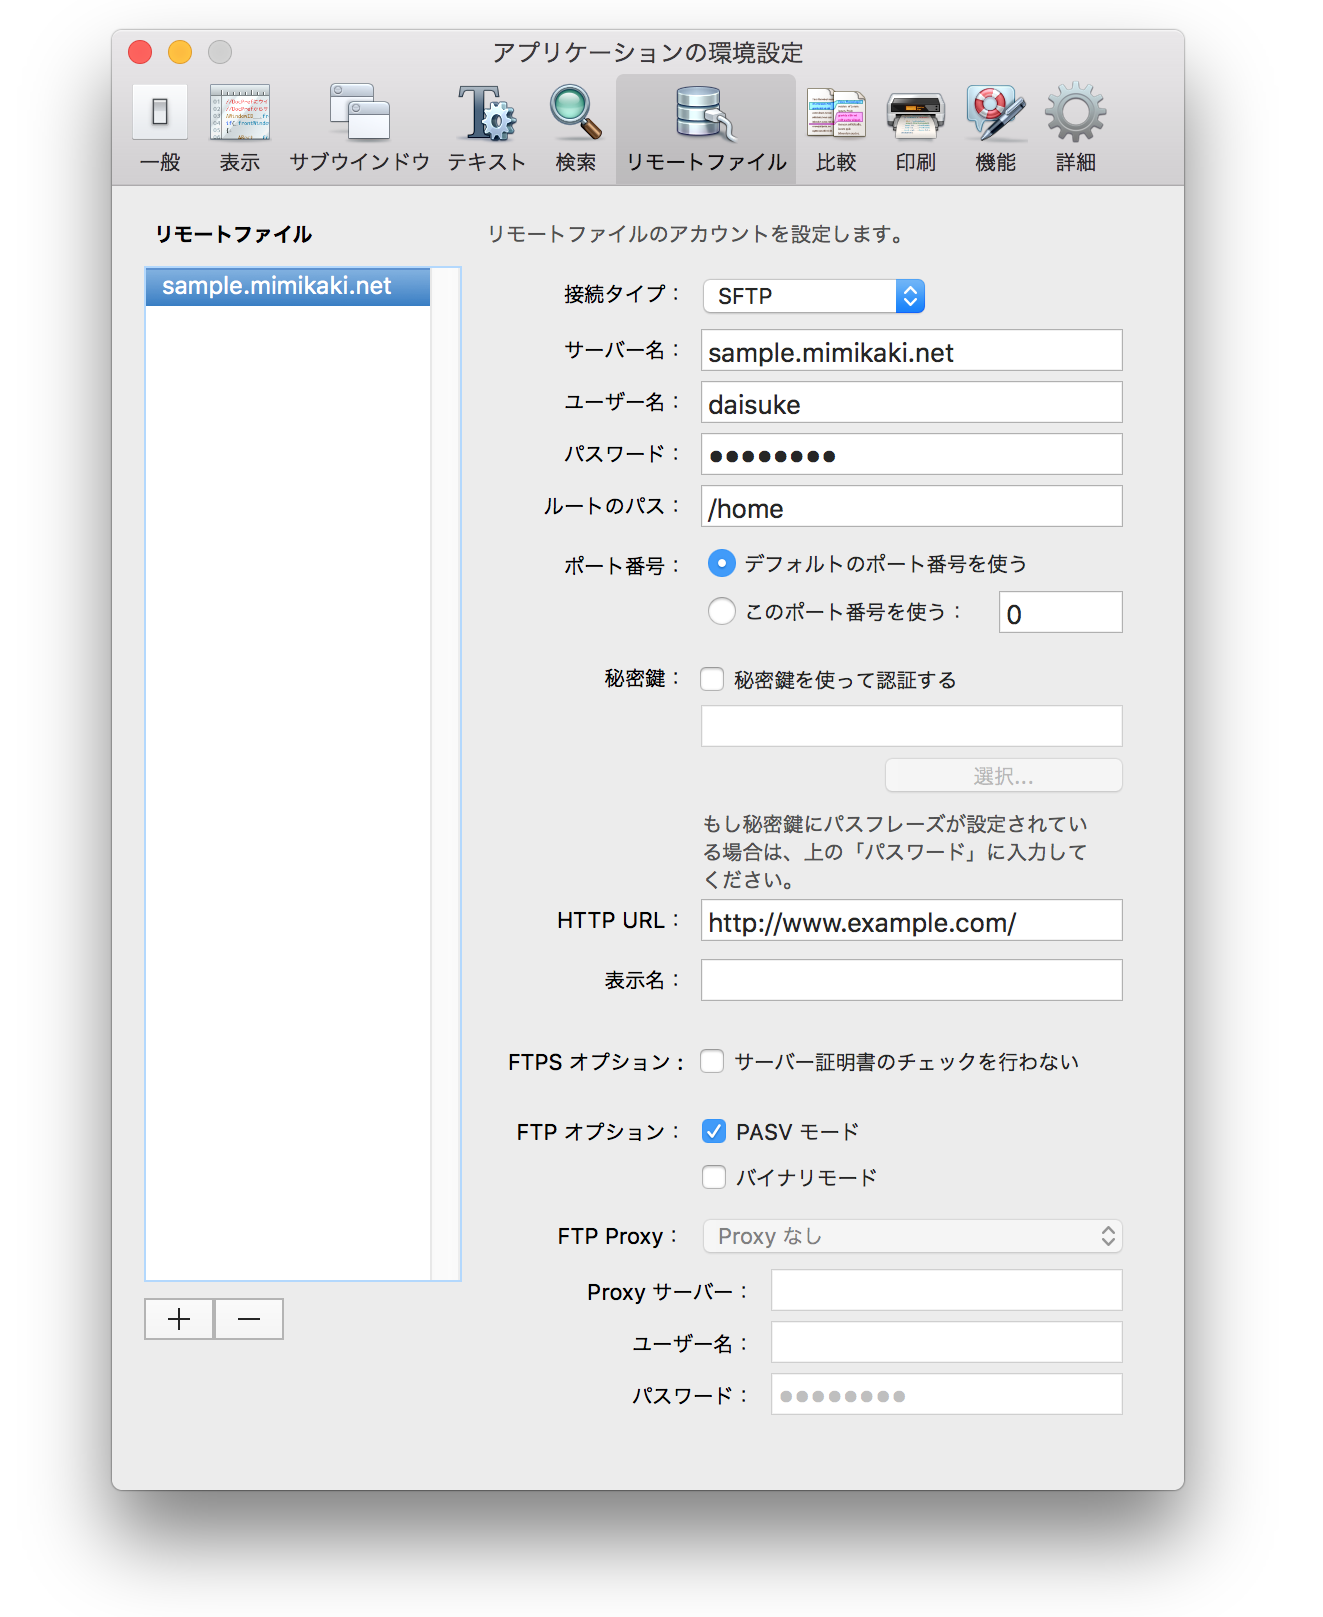 アプリケーションの環境設定
一般
表示
サブウインドウ
テキスト
検索
リモートファイル
比較
印刷
機能
詳細
リモートファイル
リモートファイルのアカウントを設定します。
sample.mimikaki.net
接続タイプ：
SFTP
サーバー名：
sample.mimikaki.net
ユーザー名：
daisuke
パスワード：
●●●●●●●●
ルートのパス：
/home
ポート番号：
デフォルトのポート番号を使う
このポート番号を使う：
0
秘密鍵：
秘密鍵を使って認証する
選択...
もし秘密鍵にパスフレーズが設定されてい
る場合は、上の「パスワード」に入力して
ください。
HTTP URL：
http://www.example.com/
表示名：
FTPS オプション：
サーバー証明書のチェックを行わない
FTP オプション：
PASV モード
バイナリモード
FTP Proxy：
Proxy なし
Proxy サーバー：
ユーザー名：
パスワード：
●●●●●●●●